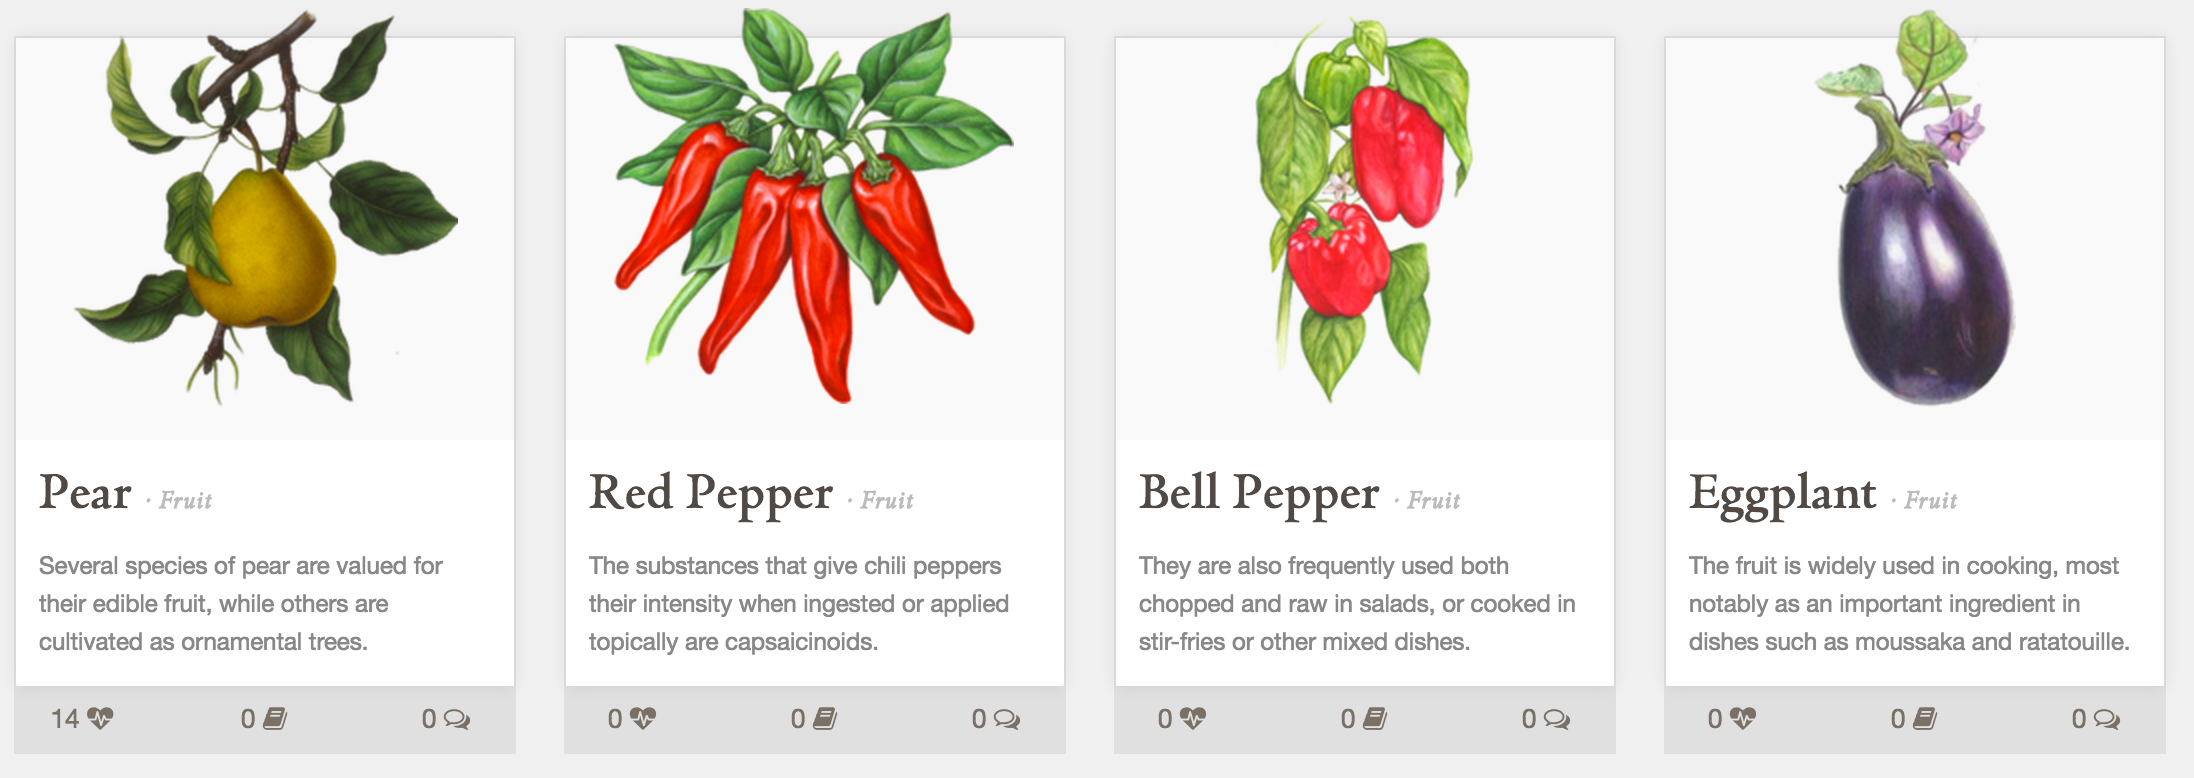 Pear · Fruit
Several species of pear are valued for
their edible fruit, while others are
cultivated as ornamental trees.
14 0 0
Red Pepper · Fruit
The substances that give chili peppers
their intensity when ingested or applied
topically are capsaicinoids.
0 0 0
Bell Pepper · Fruit
They are also frequently used both
chopped and raw in salads, or cooked in
stir-fries or other mixed dishes.
0 0 0
Eggplant · Fruit
The fruit is widely used in cooking, most
notably as an important ingredient in
dishes such as moussaka and ratatouille.
0 0 0